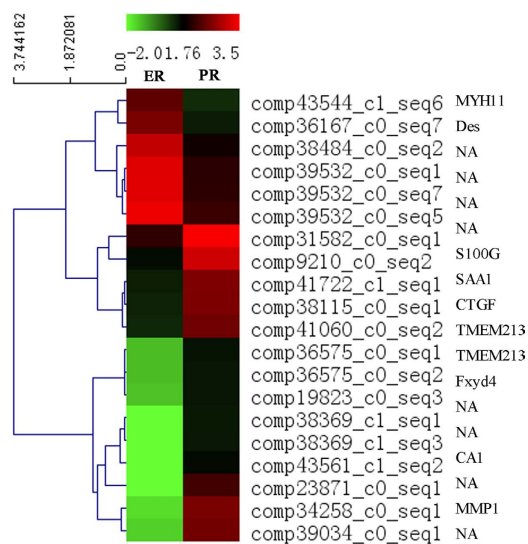 3.744162
1.872081
0.0
-2.0 1.76 3.5
ER PR
comp43544_c1_seq6 MYH11
comp36167_c0_seq7 Des
comp38484_c0_seq2 NA
comp39532_c0_seq1 NA
comp39532_c0_seq7 NA
comp39532_c0_seq5 NA
comp31582_c0_seq1
comp9210_c0_seq2 S100G
comp41722_c1_seq1 SAA1
comp38115_c0_seq1 CTGF
comp41060_c0_seq2 TMEM213
comp36575_c0_seq1 TMEM213
comp36575_c0_seq2 Fxyd4
comp19823_c0_seq3
comp38369_c1_seq1 NA
comp38369_c1_seq3 NA
comp43561_c1_seq2 CA1
comp23871_c0_seq1 NA
comp34258_c0_seq1 MMP1
comp39034_c0_seq1 NA